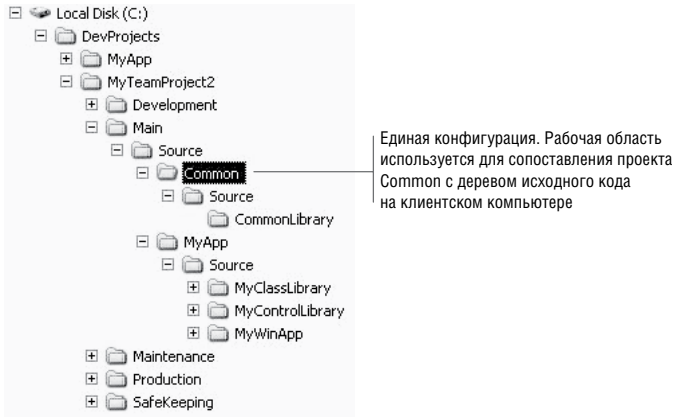 Local Disk (C:)
DevProjects
MyApp
MyTeamProject2
Development
Main
Source
Common
Source
CommonLibrary
MyApp
Source
MyClassLibrary
MyControlLibrary
MyWinApp
Maintenance
Production
SafeKeeping
Единая конфигурация. Рабочая область
используется для сопоставления проекта
Common с деревом исходного кода
на клиентском компьютере